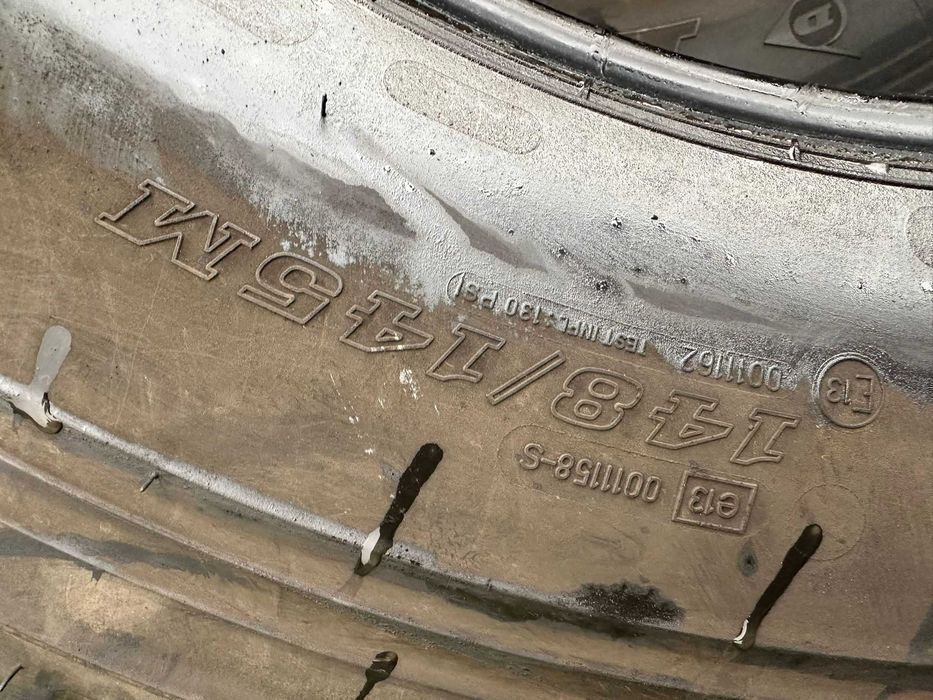 148/145M
E13 0011162
TEST INFL: 130 PSI
e13 0011158-S